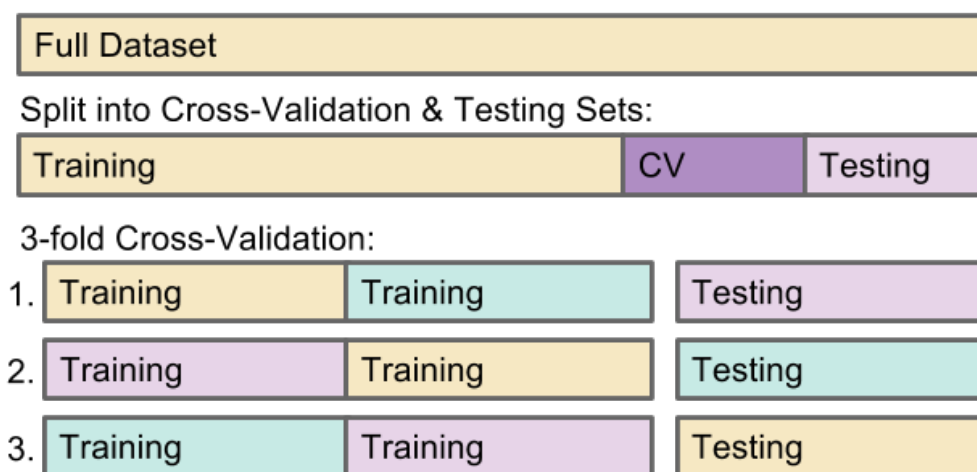 Full Dataset
Split into Cross-Validation & Testing Sets:
Training CV Testing
3-fold Cross-Validation:
1. Training Training Testing
2. Training Training Testing
3. Training Training Testing